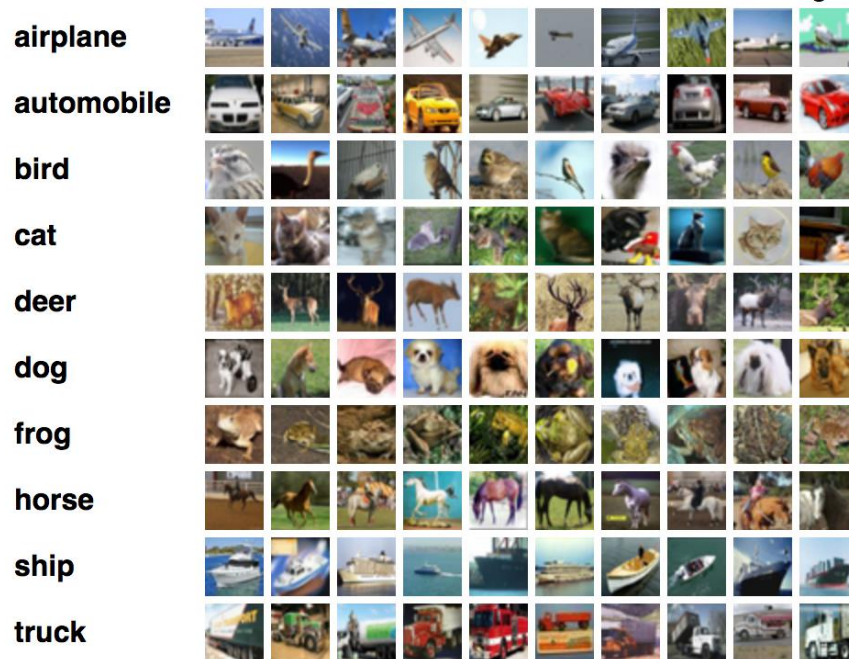 airplane
automobile
bird
cat
deer
dog
frog
horse
ship
truck